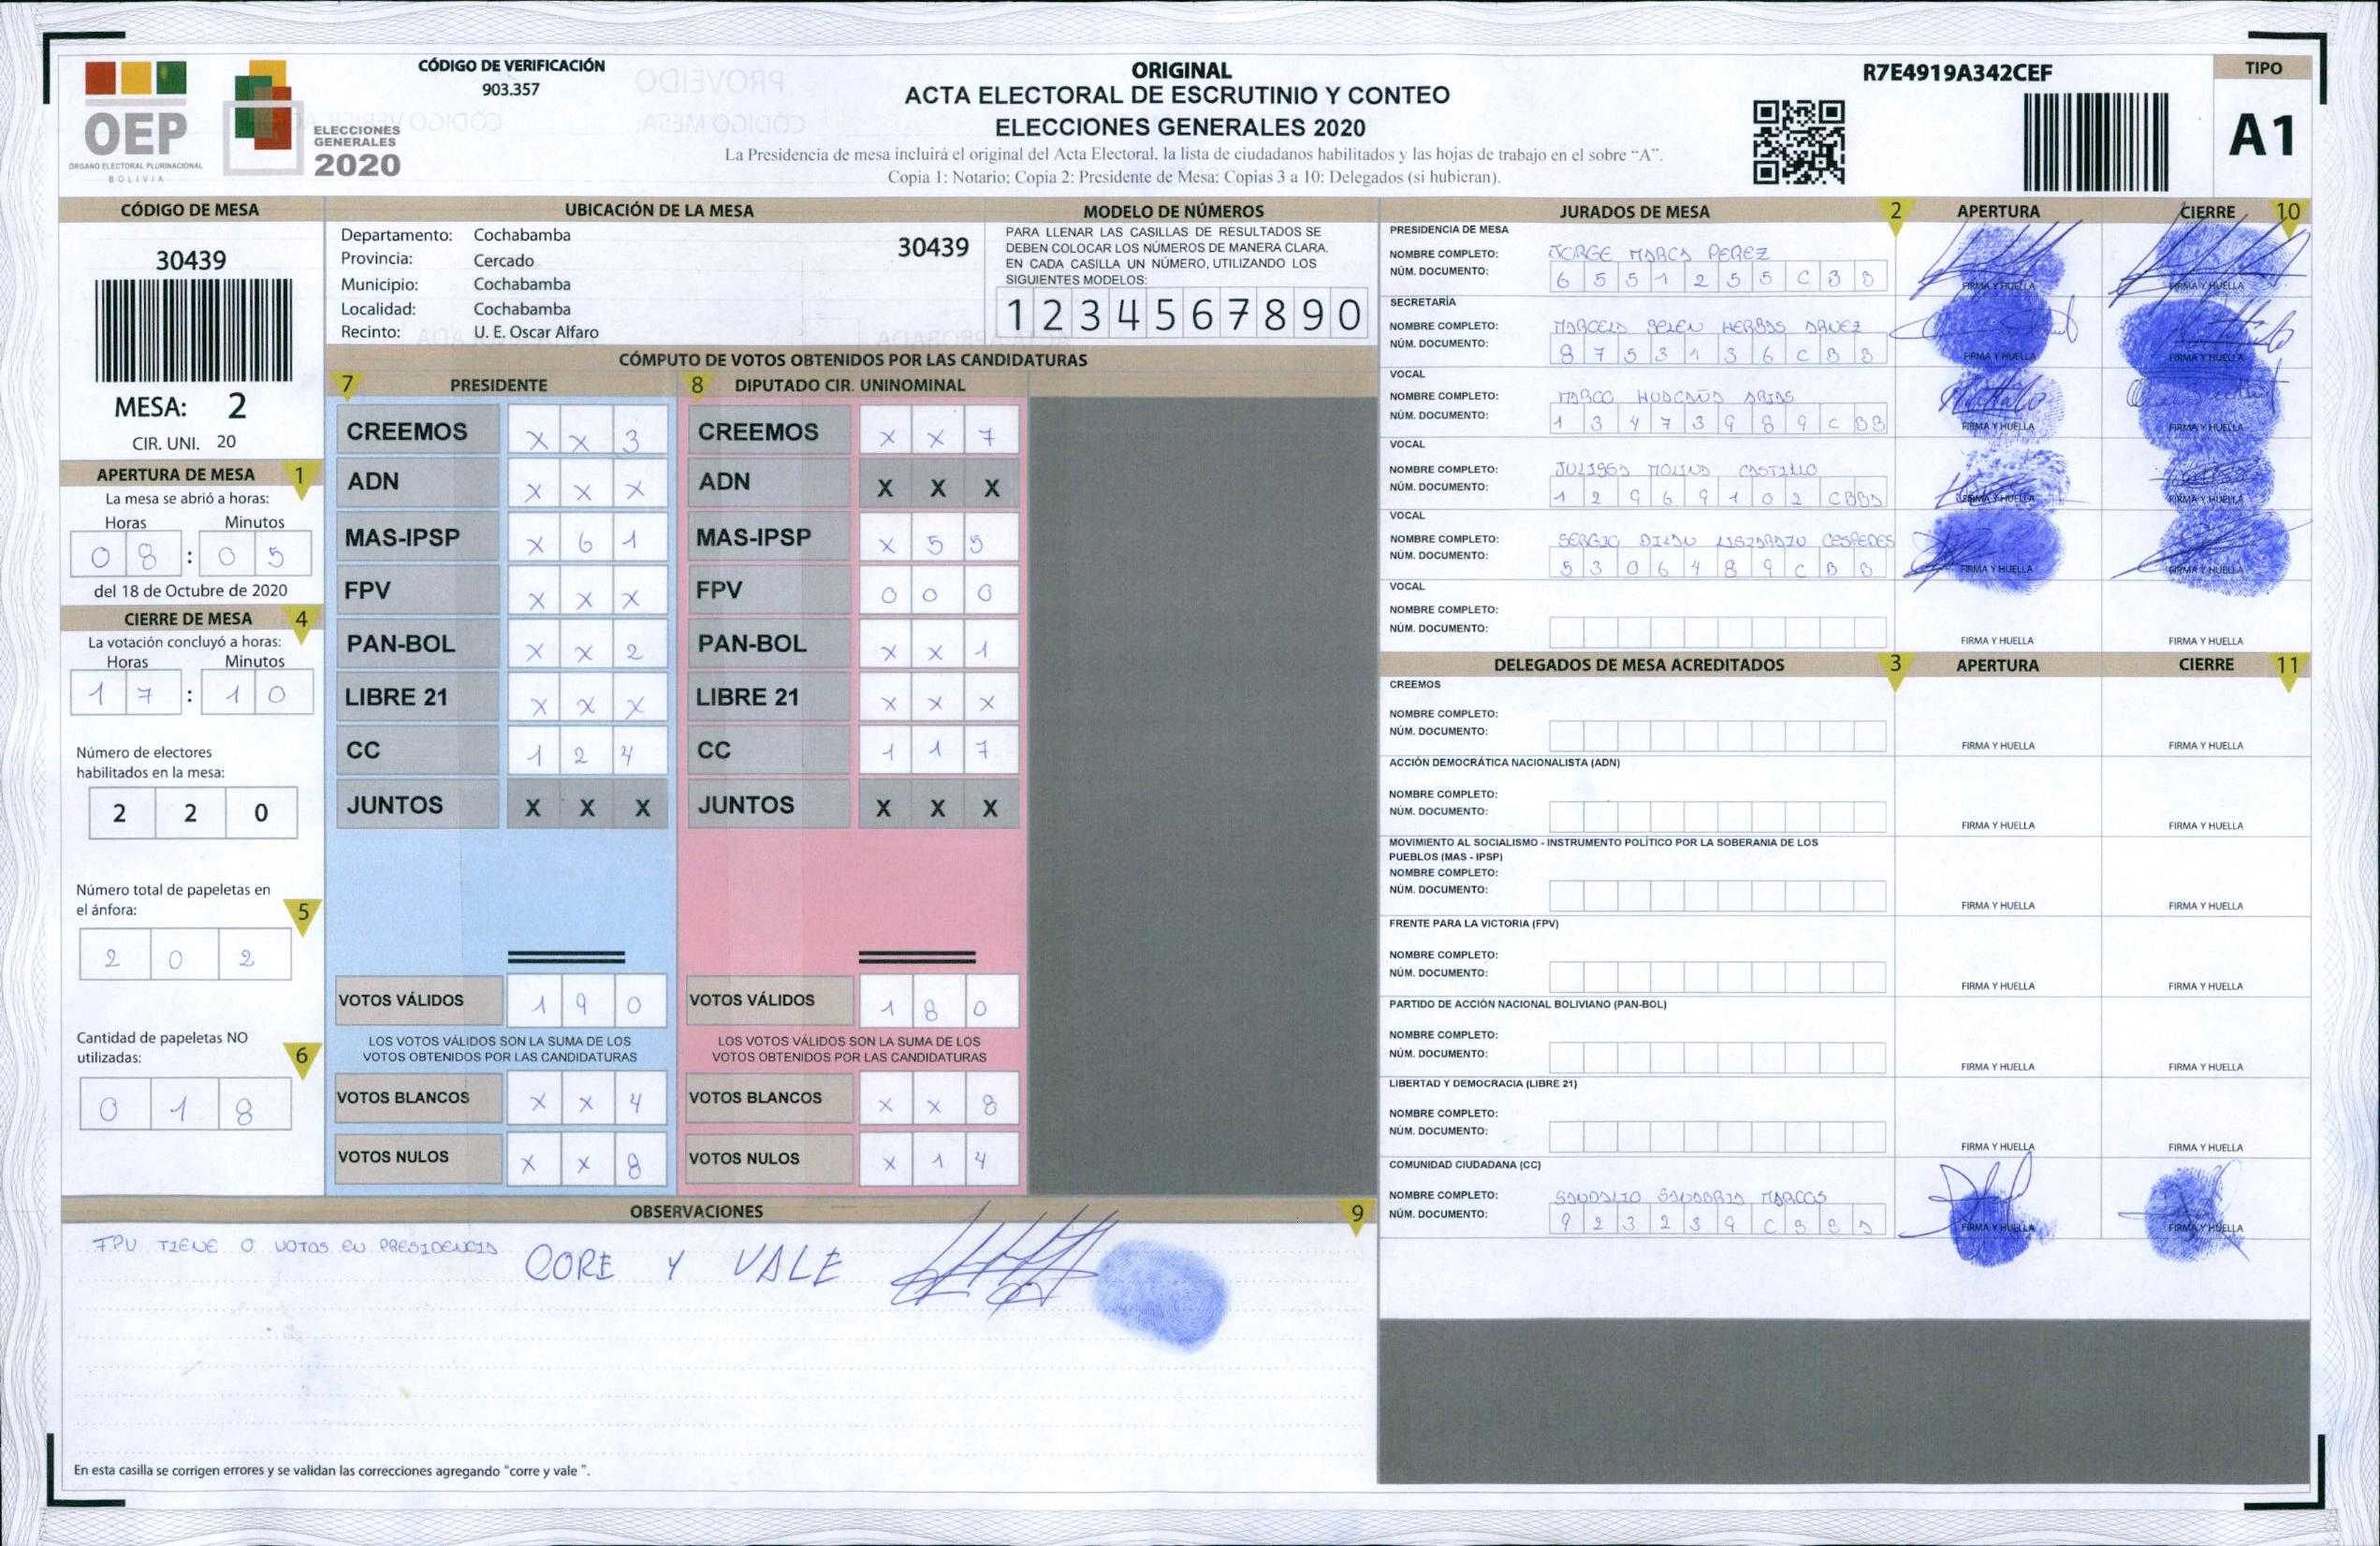 OEP
ÓRGANO ELECTORAL PLURINACIONAL
BOLIVIA
ELECCIONES
GENERALES
2020
CÓDIGO DE VERIFICACIÓN
903.357
ORIGINAL
ACTA ELECTORAL DE ESCRUTINIO Y CONTEO
ELECCIONES GENERALES 2020
La Presidencia de mesa incluirá el original del Acta Electoral, la lista de ciudadanos habilitados y las hojas de trabajo en el sobre “A”.
Copia 1: Notario; Copia 2: Presidente de Mesa; Copias 3 a 10: Delegados (si hubieran).
R7E4919A342CEF
TIPO
A1
CÓDIGO DE MESA
30439
MESA: 2
CIR. UNI. 20
APERTURA DE MESA 1
La mesa se abrió a horas:
Horas Minutos
0 8 : 0 5
del 18 de Octubre de 2020
CIERRE DE MESA 4
La votación concluyó a horas:
Horas Minutos
1 7 : 1 0
Número de electores
habilitados en la mesa:
2 2 0
Número total de papeletas en
el ánfora: 5
2 0 2
Cantidad de papeletas NO
utilizadas: 6
0 1 8
UBICACIÓN DE LA MESA
Departamento: Cochabamba
30439
Provincia: Cercado
Municipio: Cochabamba
Localidad: Cochabamba
Recinto: U. E. Oscar Alfaro
MODELO DE NÚMEROS
PARA LLENAR LAS CASILLAS DE RESULTADOS SE
DEBEN COLOCAR LOS NÚMEROS DE MANERA CLARA.
EN CADA CASILLA UN NÚMERO, UTILIZANDO LOS
SIGUIENTES MODELOS:
1 2 3 4 5 6 7 8 9 0
CÓMPUTO DE VOTOS OBTENIDOS POR LAS CANDIDATURAS
7 PRESIDENTE
CREEMOS X X 3
ADN X X X
MAS-IPSP X 6 1
FPV X X X
PAN-BOL X X 2
LIBRE 21 X X X
CC 1 2 4
JUNTOS X X X
VOTOS VÁLIDOS 1 9 0
LOS VOTOS VÁLIDOS SON LA SUMA DE LOS
VOTOS OBTENIDOS POR LAS CANDIDATURAS
VOTOS BLANCOS X X 4
VOTOS NULOS X X 8
8 DIPUTADO CIR. UNINOMINAL
CREEMOS X X 7
ADN X X X
MAS-IPSP X 5 5
FPV 0 0 0
PAN-BOL X X 1
LIBRE 21 X X X
CC 1 1 7
JUNTOS X X X
VOTOS VÁLIDOS 1 8 0
LOS VOTOS VÁLIDOS SON LA SUMA DE LOS
VOTOS OBTENIDOS POR LAS CANDIDATURAS
VOTOS BLANCOS X X 8
VOTOS NULOS X 1 4
OBSERVACIONES 9
FPV TIENE 0 VOTOS EN PRESIDENCIA CORE Y VALE
En esta casilla se corrigen errores y se validan las correcciones agregando "corre y vale ".
JURADOS DE MESA 2 APERTURA CIERRE 10
PRESIDENCIA DE MESA
NOMBRE COMPLETO: JORGE MARCA PEREZ
NÚM. DOCUMENTO: 6 5 5 1 2 5 5 C B B
FIRMA Y HUELLA FIRMA Y HUELLA
SECRETARÍA
NOMBRE COMPLETO: MARCELA BELEN HERBAS
NÚM. DOCUMENTO: 8 7 5 3 1 3 6 C B B
FIRMA Y HUELLA FIRMA Y HUELLA
VOCAL
NOMBRE COMPLETO: MARCO ARIAS
NÚM. DOCUMENTO: 1 3 4 7 3 9 8 9 C BB
FIRMA Y HUELLA FIRMA Y HUELLA
VOCAL
NOMBRE COMPLETO: MOLINA CASTILLO
NÚM. DOCUMENTO: 1 2 9 6 9 1 0 2 CBBA
FIRMA Y HUELLA FIRMA Y HUELLA
VOCAL
NOMBRE COMPLETO: SERGIO DILAN LISZARAZU CESPEDES
NÚM. DOCUMENTO: 5 3 0 6 4 8 9 C B B
FIRMA Y HUELLA FIRMA Y HUELLA
VOCAL
NOMBRE COMPLETO:
NÚM. DOCUMENTO:
FIRMA Y HUELLA FIRMA Y HUELLA
DELEGADOS DE MESA ACREDITADOS 3 APERTURA CIERRE 11
CREEMOS
NOMBRE COMPLETO:
NÚM. DOCUMENTO:
FIRMA Y HUELLA FIRMA Y HUELLA
ACCIÓN DEMOCRÁTICA NACIONALISTA (ADN)
NOMBRE COMPLETO:
NÚM. DOCUMENTO:
FIRMA Y HUELLA FIRMA Y HUELLA
MOVIMIENTO AL SOCIALISMO - INSTRUMENTO POLÍTICO POR LA SOBERANIA DE LOS
PUEBLOS (MAS - IPSP)
NOMBRE COMPLETO:
NÚM. DOCUMENTO:
FIRMA Y HUELLA FIRMA Y HUELLA
FRENTE PARA LA VICTORIA (FPV)
NOMBRE COMPLETO:
NÚM. DOCUMENTO:
FIRMA Y HUELLA FIRMA Y HUELLA
PARTIDO DE ACCIÓN NACIONAL BOLIVIANO (PAN-BOL)
NOMBRE COMPLETO:
NÚM. DOCUMENTO:
FIRMA Y HUELLA FIRMA Y HUELLA
LIBERTAD Y DEMOCRACIA (LIBRE 21)
NOMBRE COMPLETO:
NÚM. DOCUMENTO:
FIRMA Y HUELLA FIRMA Y HUELLA
COMUNIDAD CIUDADANA (CC)
NOMBRE COMPLETO: SANDALIO SANABRIA MARCOS
NÚM. DOCUMENTO: 9 2 3 2 3 9 C B B A
FIRMA Y HUELLA FIRMA Y HUELLA